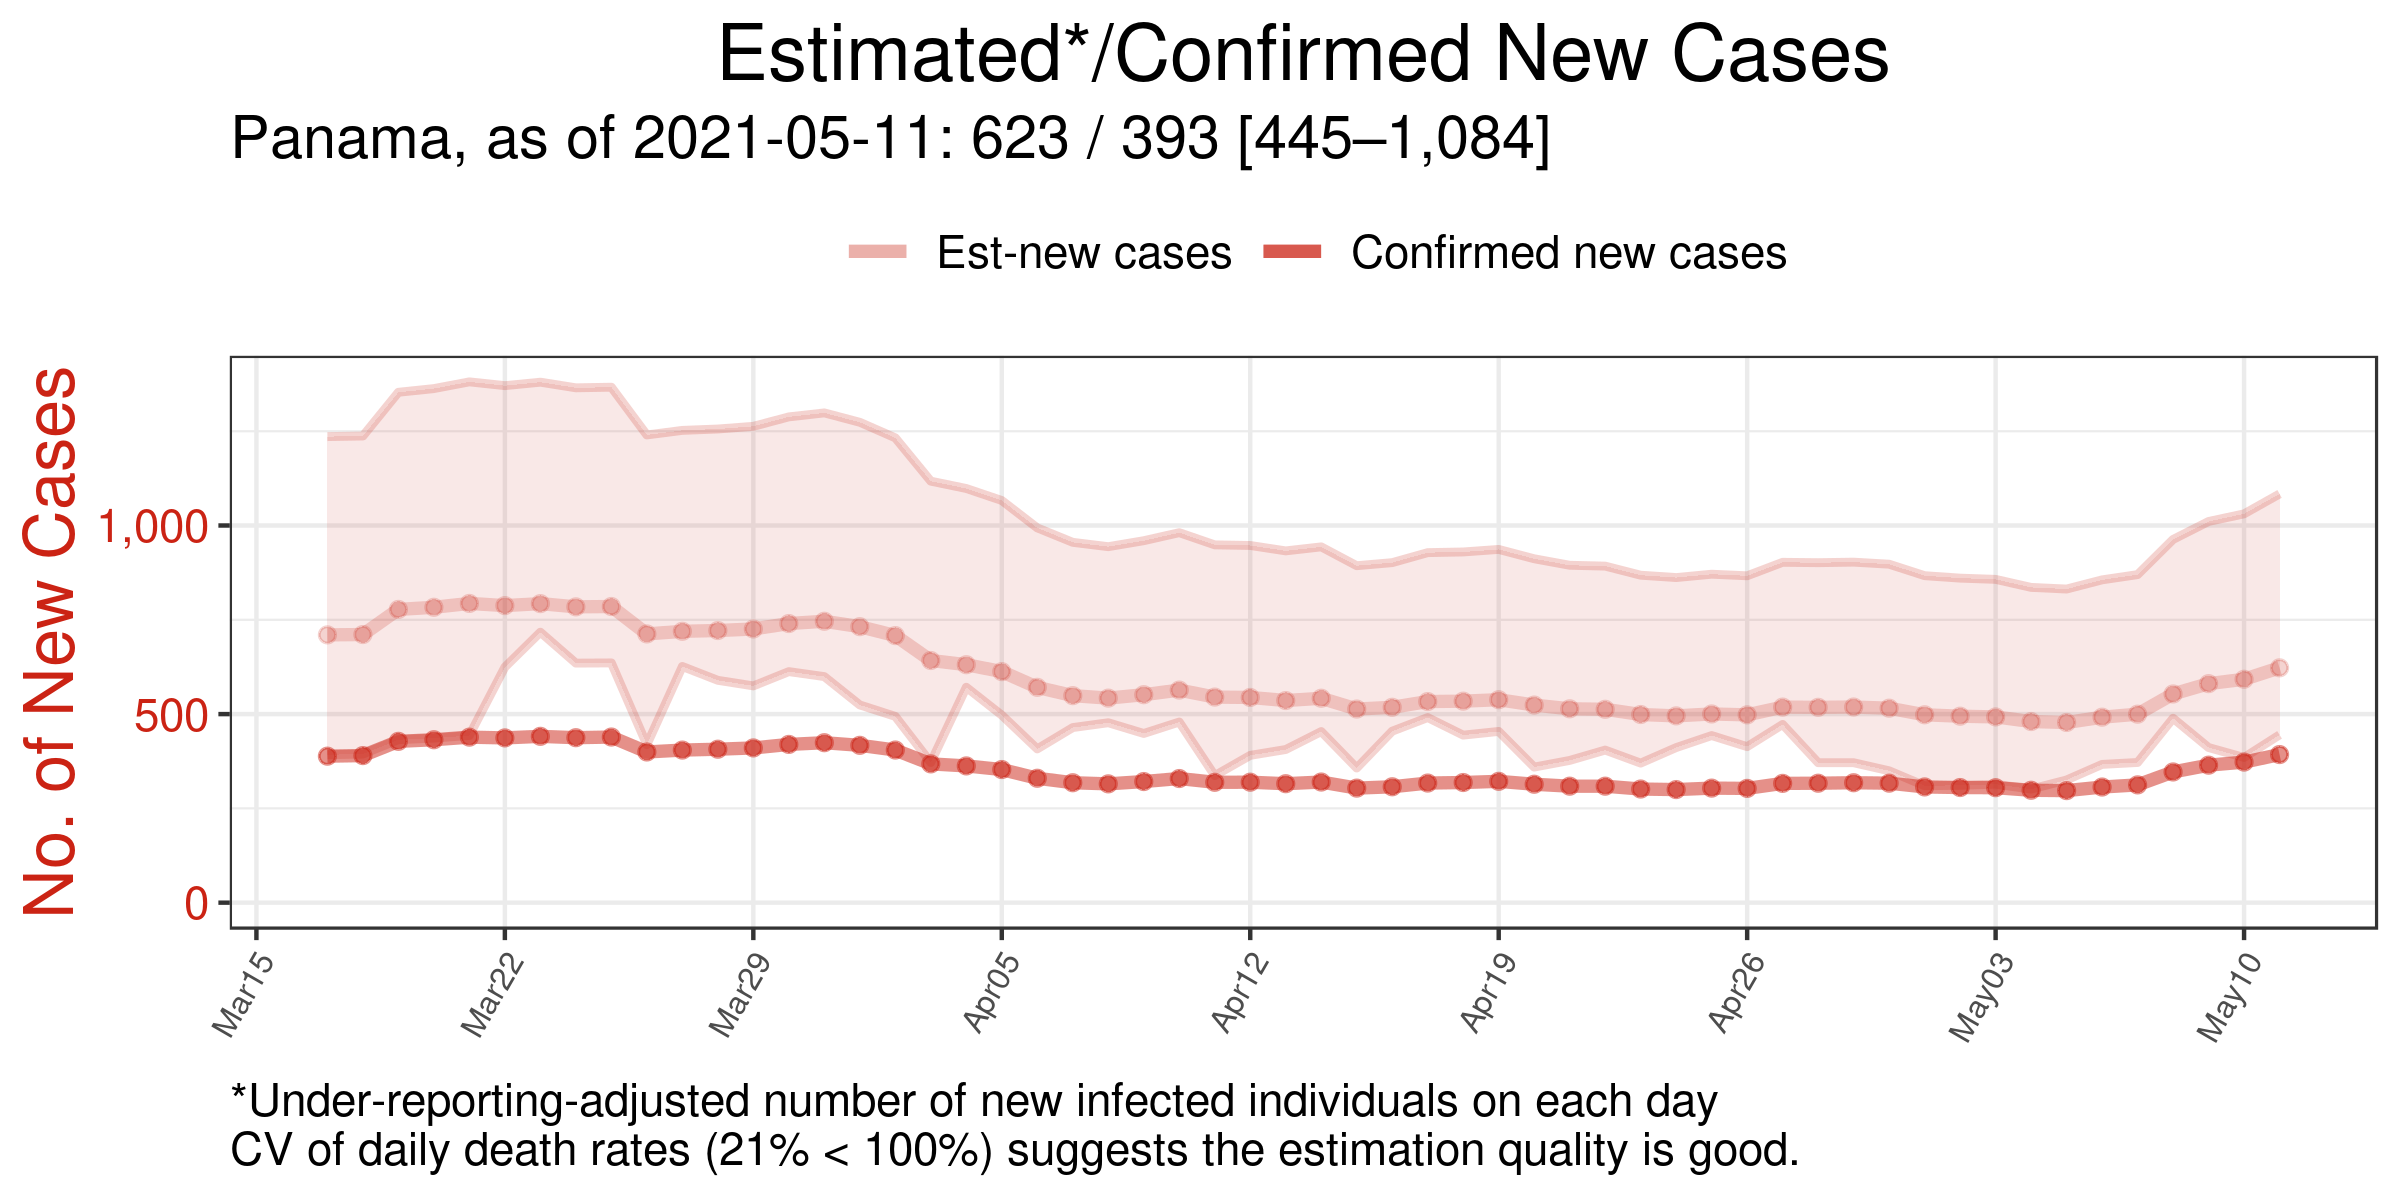 Estimated*/Confirmed New Cases
Panama, as of 2021-05-11: 623 / 393 [445–1,084]
Est-new cases
Confirmed new cases
No. of New Cases
1,000
500
0
Mar15
Mar22
Mar29
Apr05
Apr12
Apr19
Apr26
May03
May10
*Under-reporting-adjusted number of new infected individuals on each day
CV of daily death rates (21% < 100%) suggests the estimation quality is good.